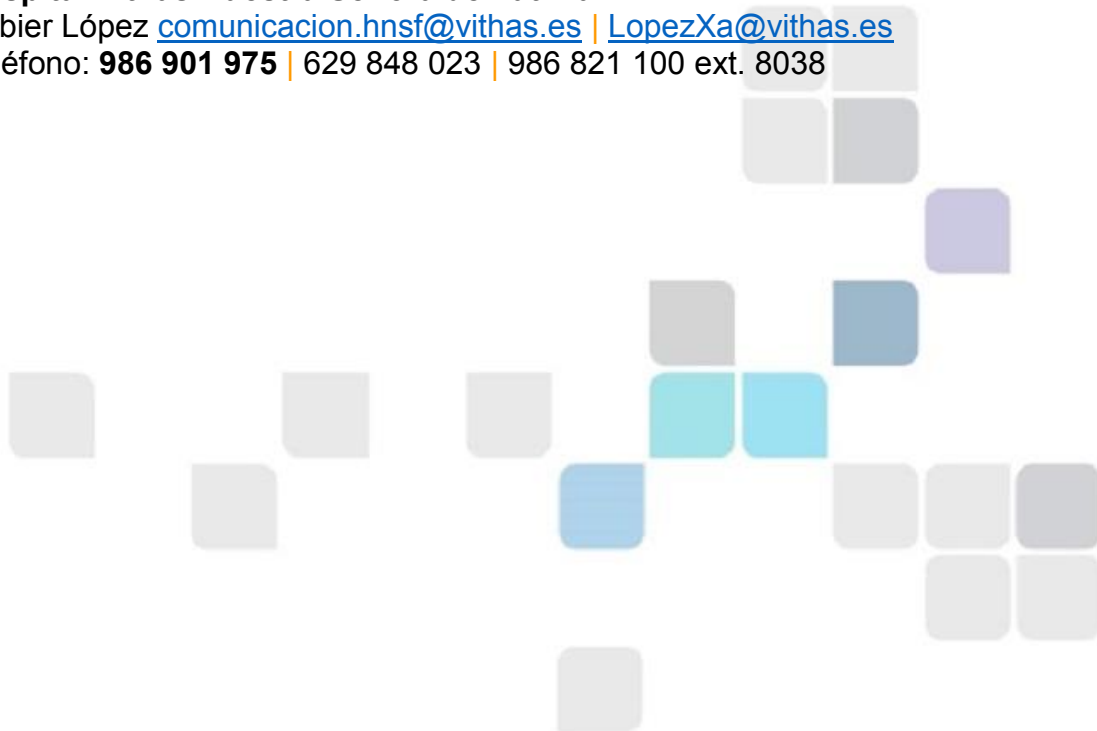 bier López comunicacion.hnsf@vithas.es | LopezXa@vithas.es
éfono: 986 901 975 | 629 848 023 | 986 821 100 ext. 8038